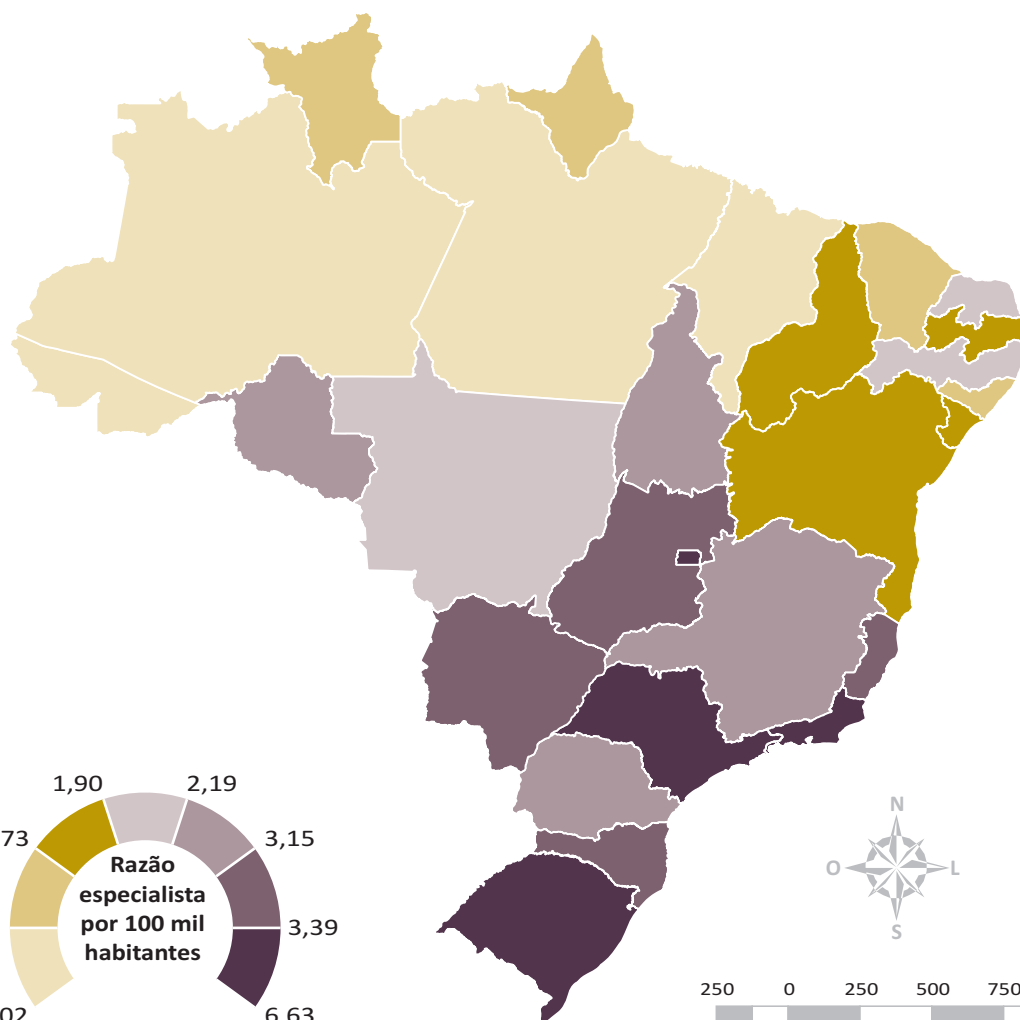 1,90
2,19
73
3,15
Razão
especialista
por 100 mil
habitantes
3,39
02
6,63
N
O
L
S
250 0 250 500 750